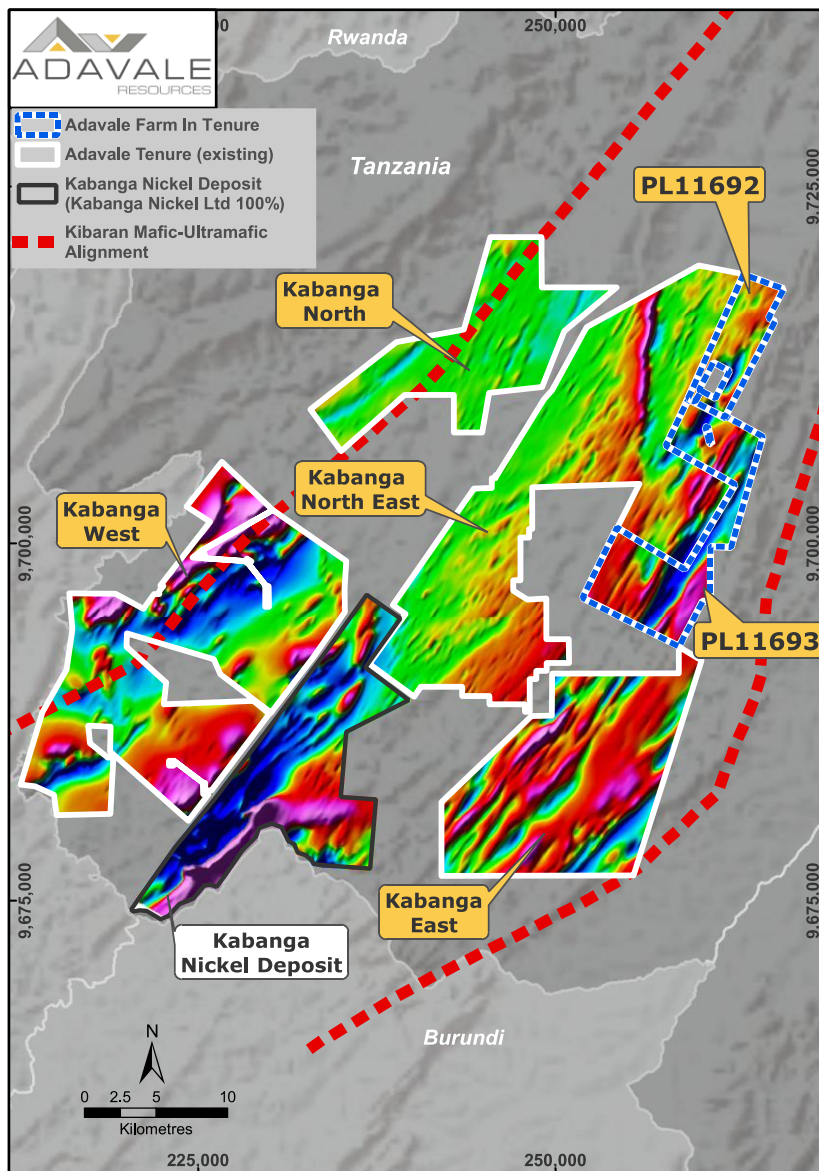 ADAVALE
RESOURCES
Adavale Farm In Tenure
Adavale Tenure (existing)
Kabanga Nickel Deposit
(Kabanga Nickel Ltd 100%)
Kibaran Mafic-Ultramafic
Alignment
250,000
Rwanda
Tanzania
9,725,000
PL11692
Kabanga
North
Kabanga
North East
Kabanga
West
9,700,000
9,700,000
PL11693
9,675,000
9,675,000
Kabanga
East
Kabanga
Nickel Deposit
Burundi
N
0 2.5 5 10
Kilometres
225,000
250,000